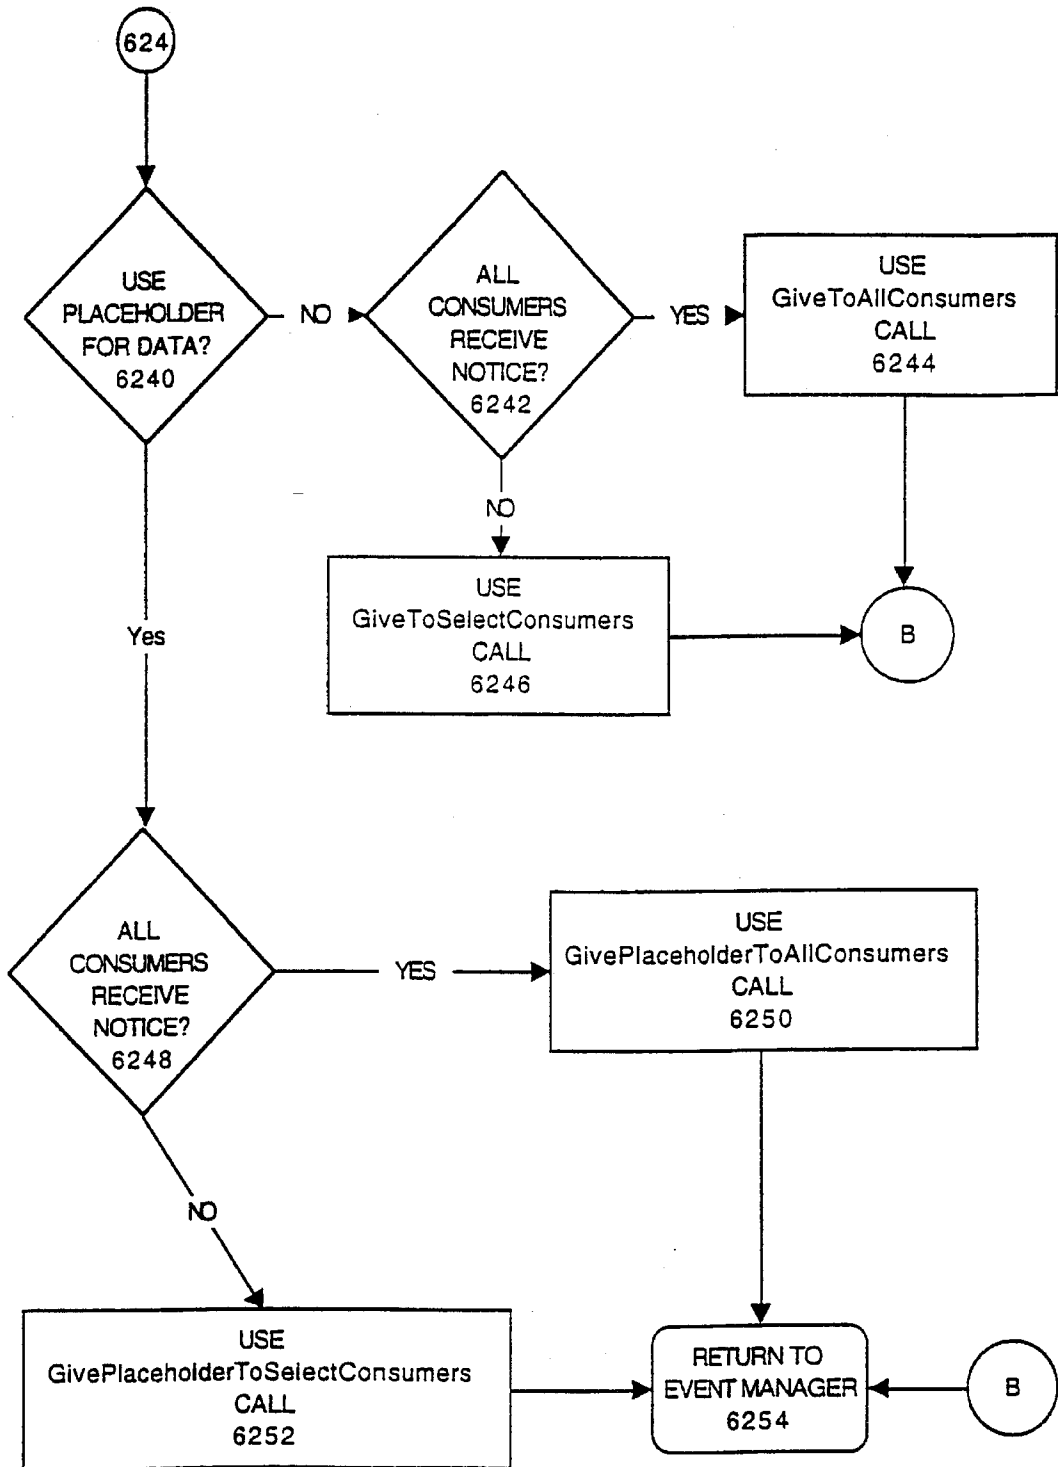 624
USE
PLACEHOLDER
FOR DATA?
6240
NO
ALL
CONSUMERS
RECEIVE
NOTICE?
6242
YES
USE
GiveToAllConsumers
CALL
6244
NO
USE
GiveToSelectConsumers
CALL
6246
B
Yes
ALL
CONSUMERS
RECEIVE
NOTICE?
6248
YES
USE
GivePlaceholderToAllConsumers
CALL
6250
NO
USE
GivePlaceholderToSelectConsumers
CALL
6252
RETURN TO
EVENT MANAGER
6254
B